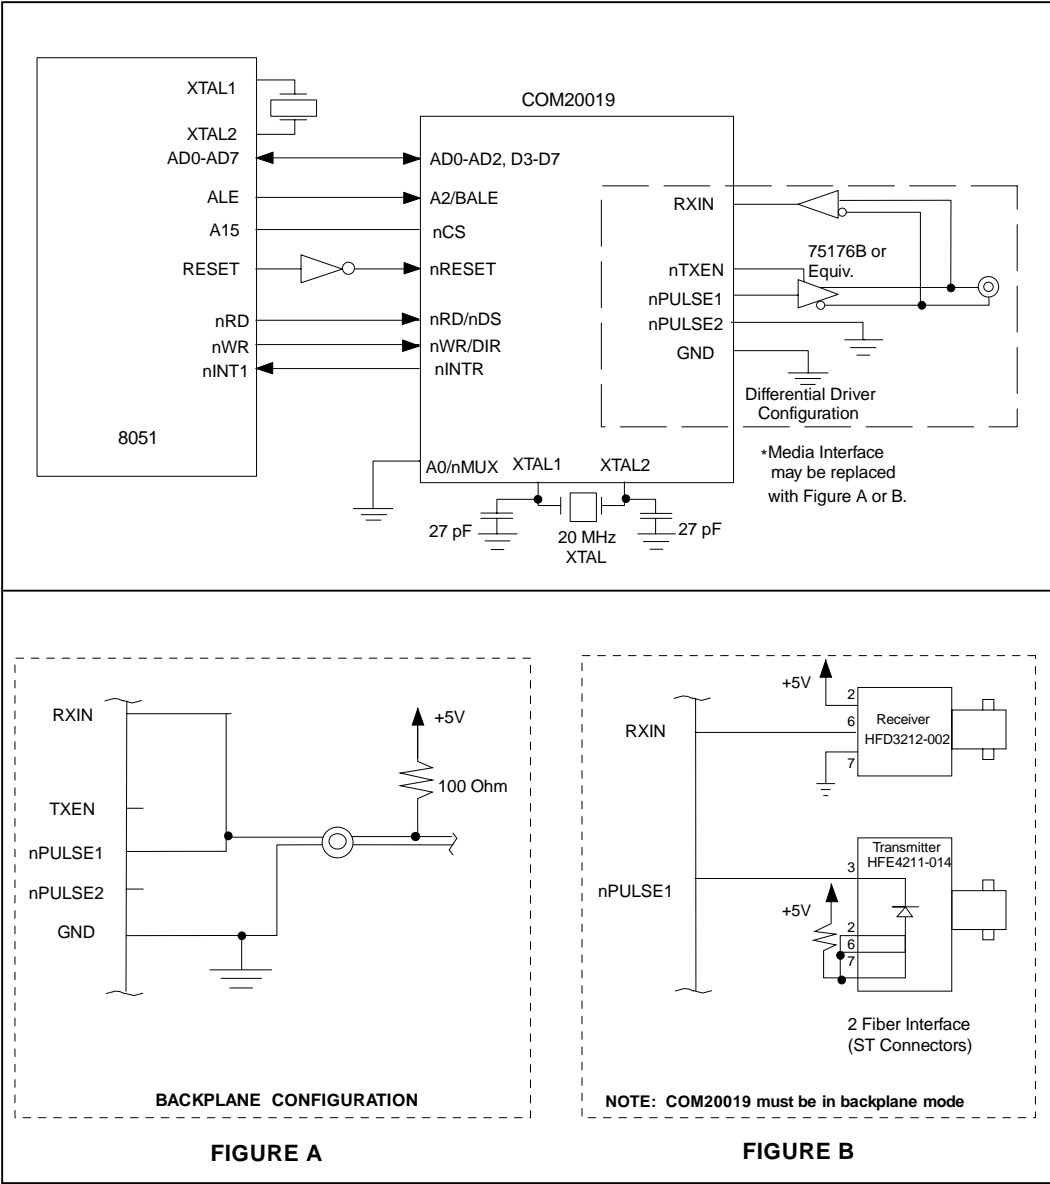 COM20019
XTAL1
XTAL2
AD0-AD7
ALE
A15
RESET
nRD
nWR
nINT1
8051
AD0-AD2, D3-D7
A2/BALE
nCS
nRESET
nRD/nDS
nWR/DIR
nINTR
A0/nMUX
XTAL1
XTAL2
27 pF
20 MHz
XTAL
27 pF
RXIN
nTXEN
nPULSE1
nPULSE2
GND
75176B or
Equiv.
Differential Driver
Configuration
*Media Interface
may be replaced
with Figure A or B.
RXIN
TXEN
nPULSE1
nPULSE2
GND
+5V
100 Ohm
BACKPLANE CONFIGURATION
FIGURE A
RXIN
nPULSE1
+5V
2
6
7
Receiver
HFD3212-002
Transmitter
HFE4211-014
3
+5V
2
6
7
2 Fiber Interface
(ST Connectors)
NOTE: COM20019 must be in backplane mode
FIGURE B